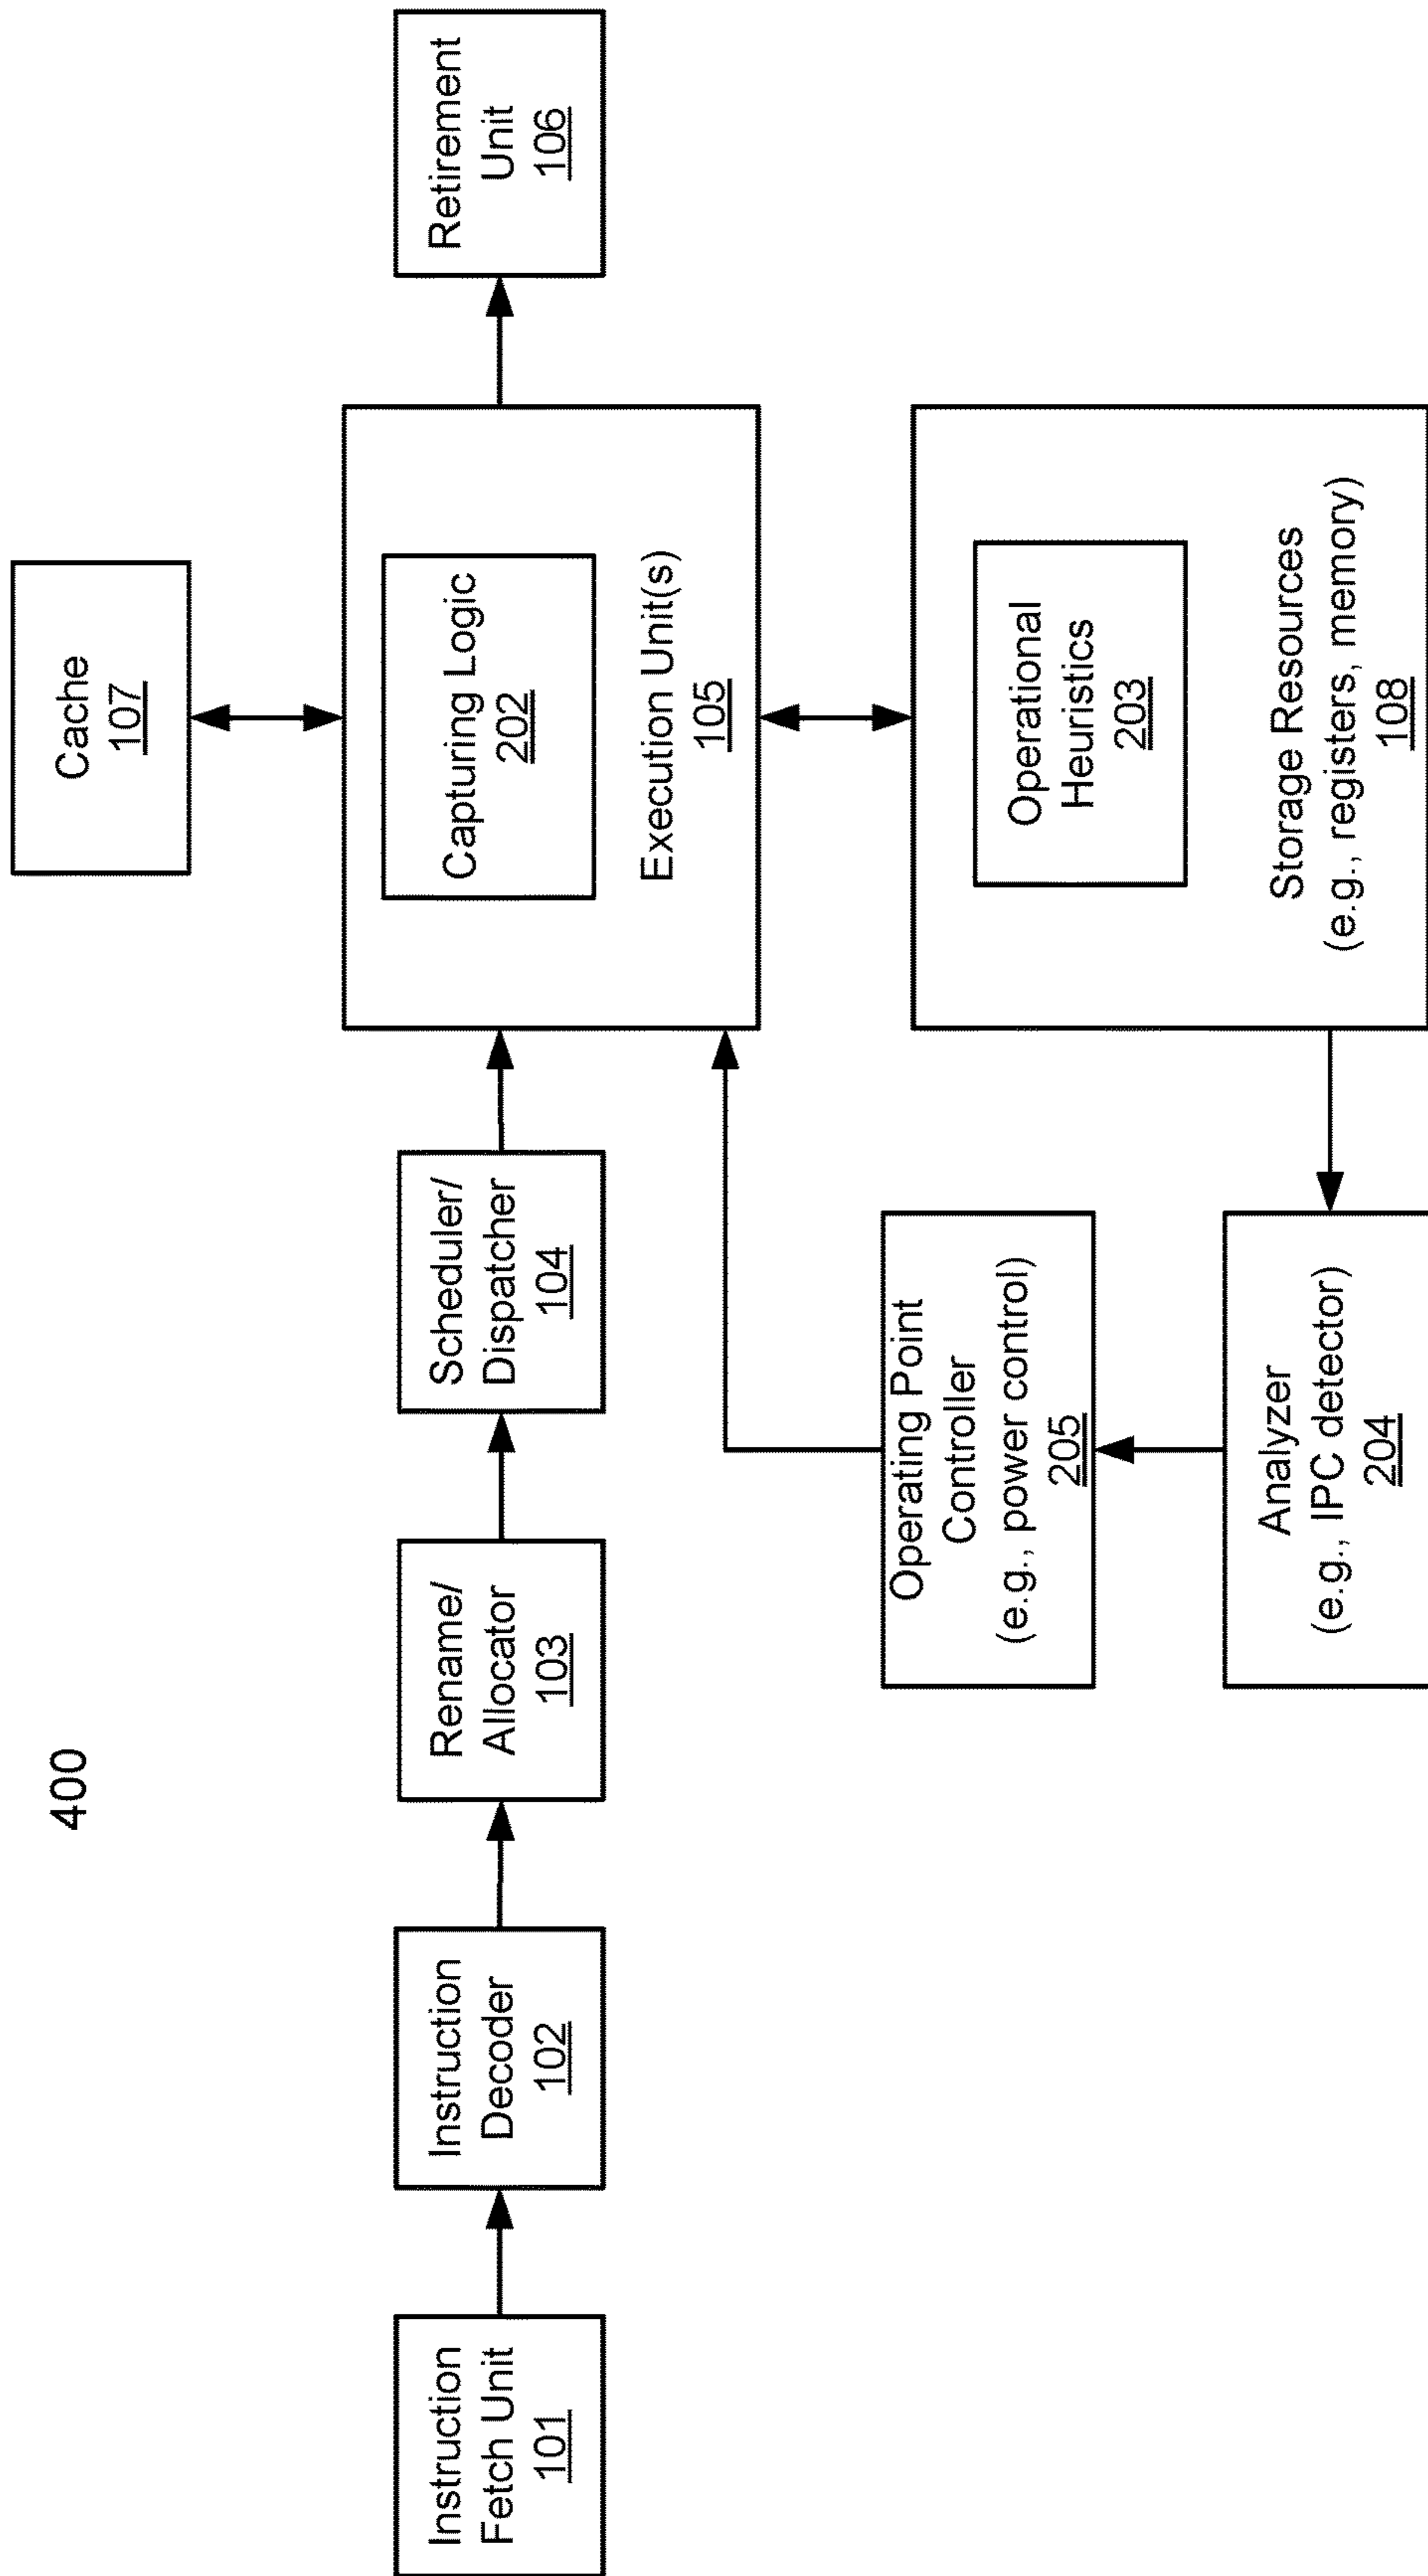 400
Cache
107
Instruction
Fetch Unit
101
Instruction
Decoder
102
Rename/
Allocator
103
Scheduler/
Dispatcher
104
Capturing Logic
202
Execution Unit(s)
105
Retirement
Unit
106
Operating Point
Controller
(e.g., power control)
205
Analyzer
(e.g., IPC detector)
204
Operational
Heuristics
203
Storage Resources
(e.g., registers, memory)
108